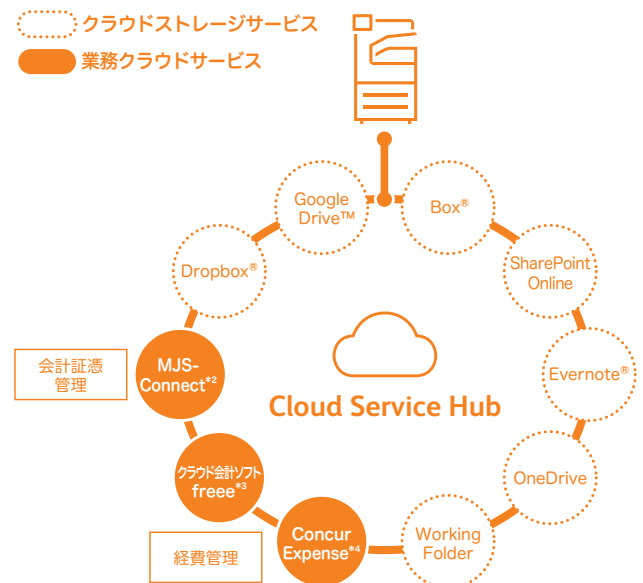 クラウドストレージサービス
業務クラウドサービス
Google
Drive™
Box®
Dropbox®
SharePoint
Online
会計証憑
管理
MJS-
Connect*2
Evernote®
Cloud Service Hub
クラウド会計ソフト
freee*3
OneDrive
経費管理
Concur
Expense*4
Working
Folder